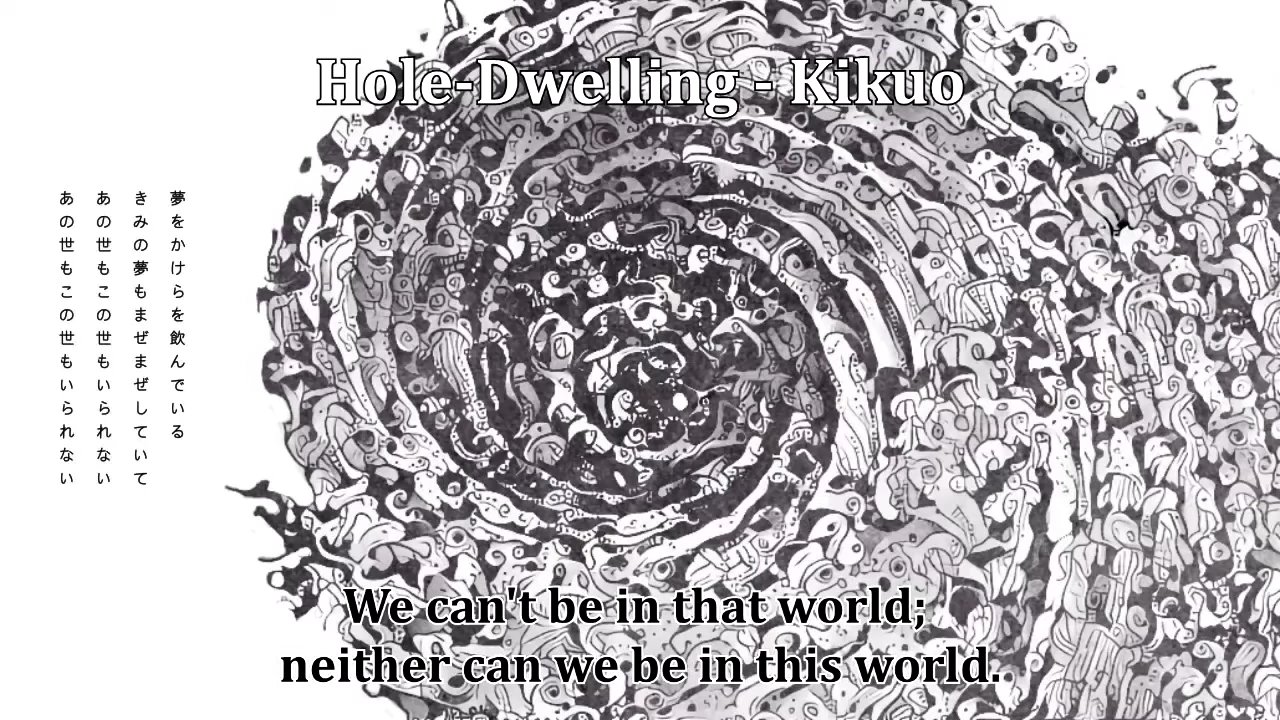 Hole-Dwelling - Kikuo
夢をかけらを飲んでいる
きみの夢もまぜまぜしていて
あの世もこの世もいられない
あの世もこの世もいられない
We can't be in that world;
neither can we be in this world.